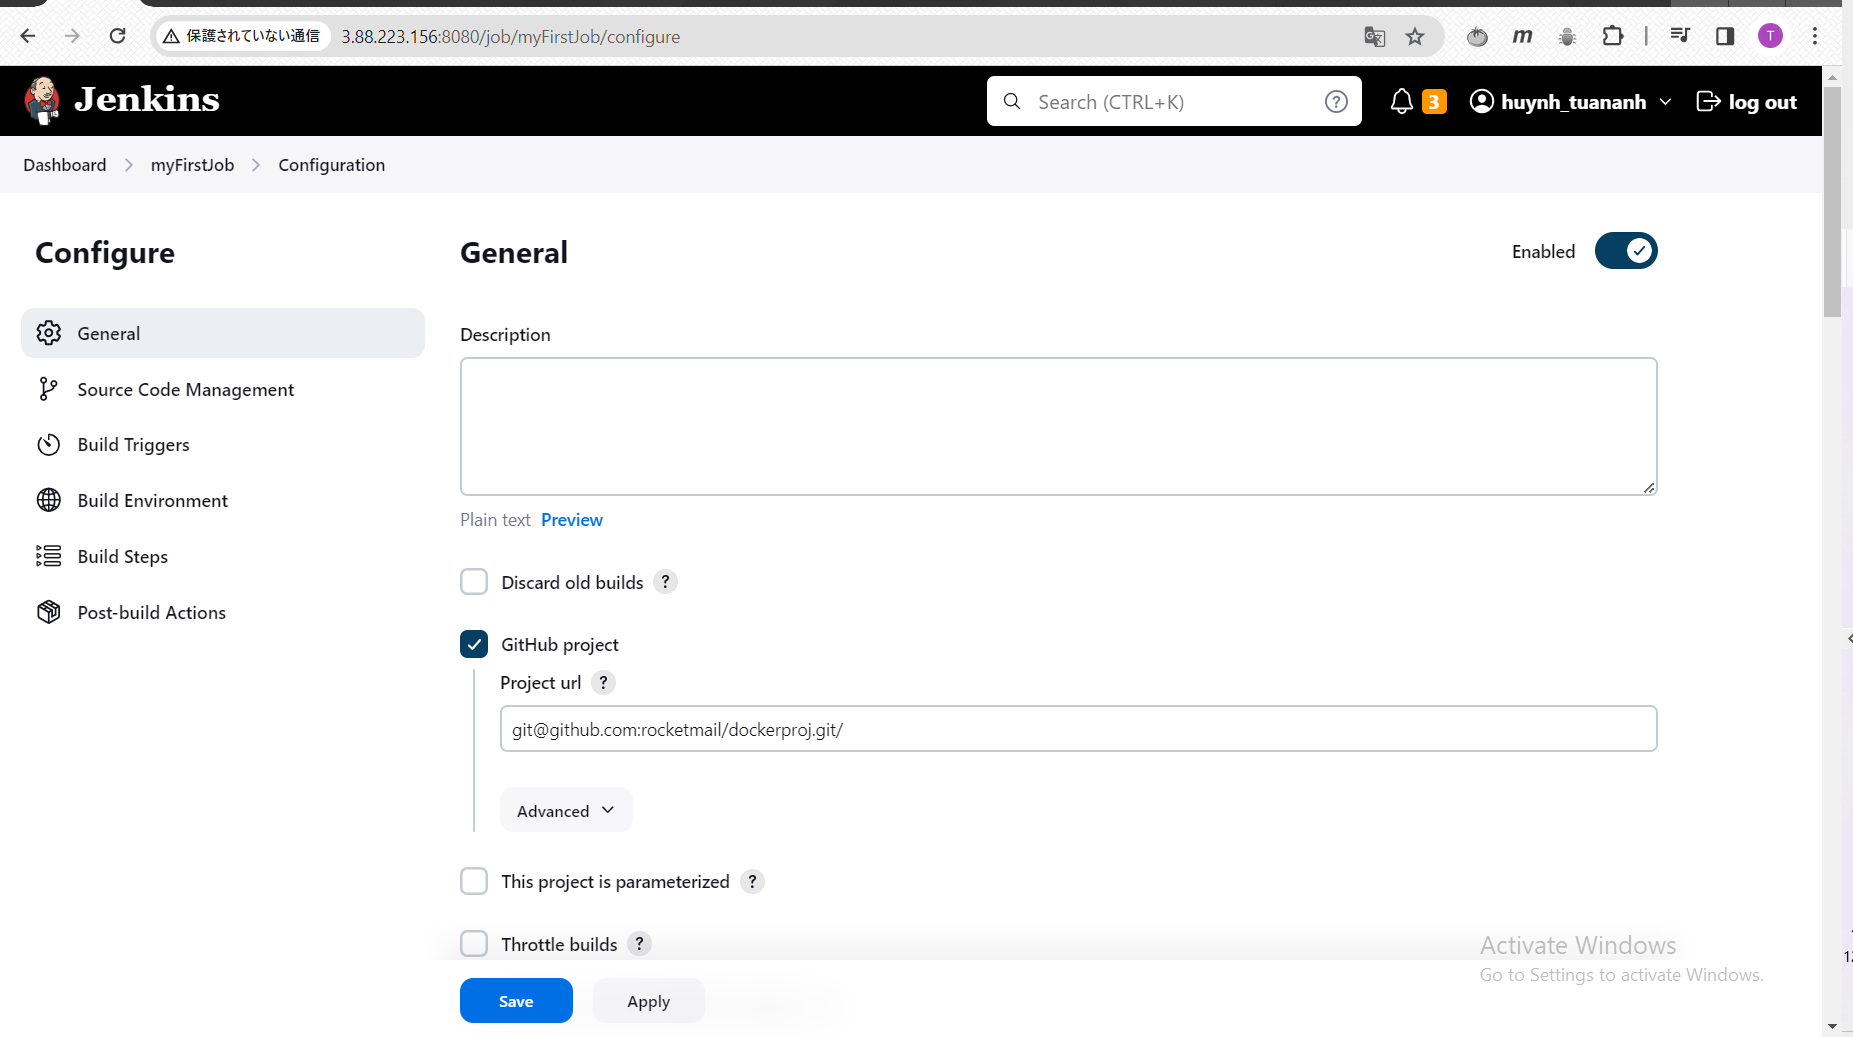 保護されていない通信 3.88.223.156:8080/job/myFirstJob/configure
m
T
Jenkins
Search (CTRL+K)
?
3
huynh_tuananh
log out
Dashboard
myFirstJob
Configuration
Configure
General
Source Code Management
Build Triggers
Build Environment
Build Steps
Post-build Actions
General
Enabled
Description
Plain text Preview
Discard old builds ?
GitHub project
Project url ?
git@github.com:rocketmail/dockerproj.git/
Advanced
This project is parameterized ?
Throttle builds ?
Save
Apply
Activate Windows
Go to Settings to activate Windows.